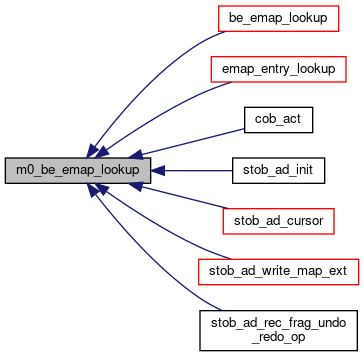 be_emap_lookup
emap_entry_lookup
cob_act
m0_be_emap_lookup
stob_ad_init
stob_ad_cursor
stob_ad_write_map_ext
stob_ad_rec_frag_undo
_redo_op